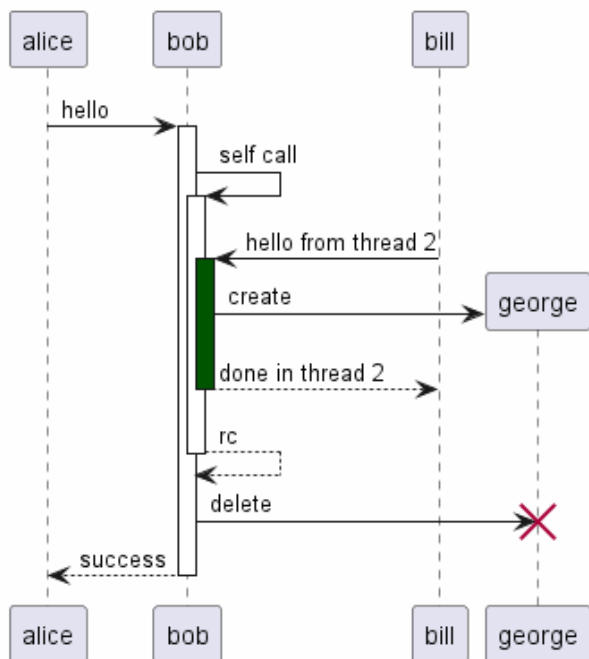 alice
bob
bill
hello
self call
hello from thread 2
george
create
done in thread 2
rc
delete
success
alice
bob
bill
george